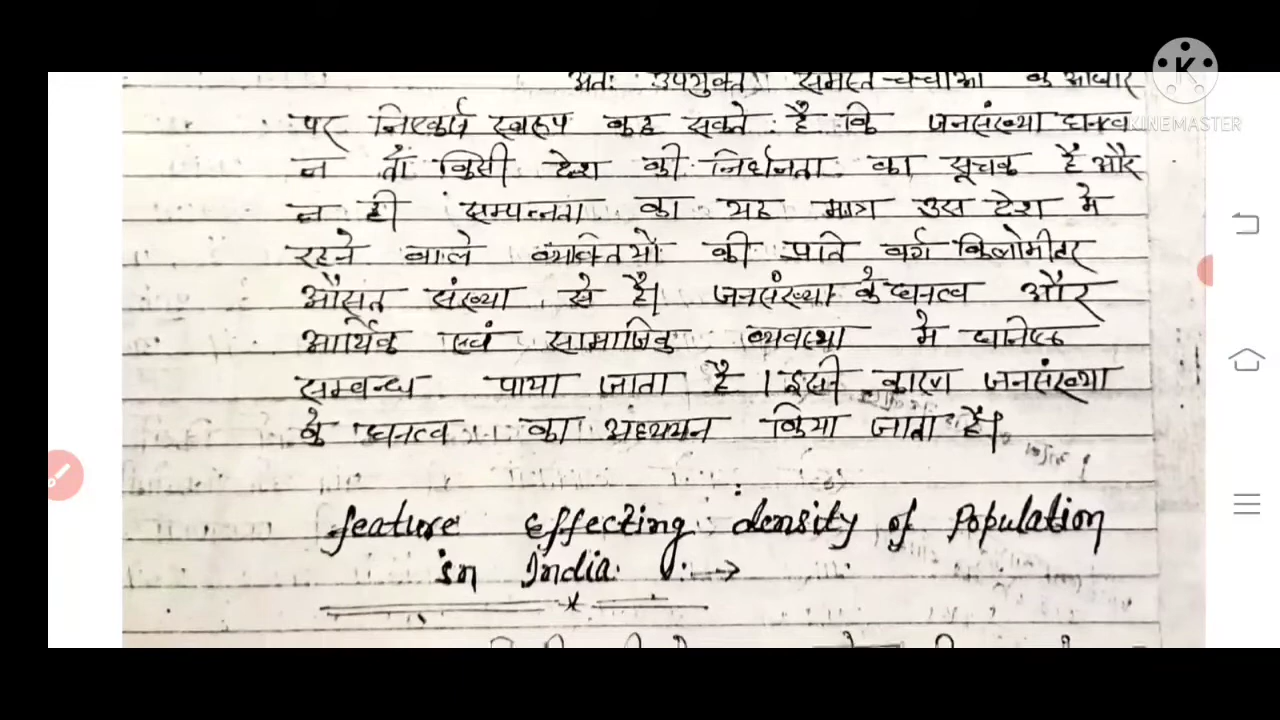 अतः उपयुक्त समस्त चर्चाओ के आधार
पर निष्कर्ष स्वरूप कह सकते है कि जनसंख्या घनत्व
न तो किसी देश की निर्धनता का सूचक है और
न ही सम्पन्नता का यह मात्र उस देश मे
रहने वाले व्यक्तियों की प्रति वर्ग किलोमीटर
औसत संख्या से है। जनसंख्या के घनत्व और
आर्थिक एवं सामाजिक व्यवस्था मे घनिष्ठ
सम्बन्ध पाया जाता है । इसी कारण जनसंख्या
के घनत्व का अध्ययन किया जाता है।
feature effecting density of Population
in India. :→
K
KINEMASTER